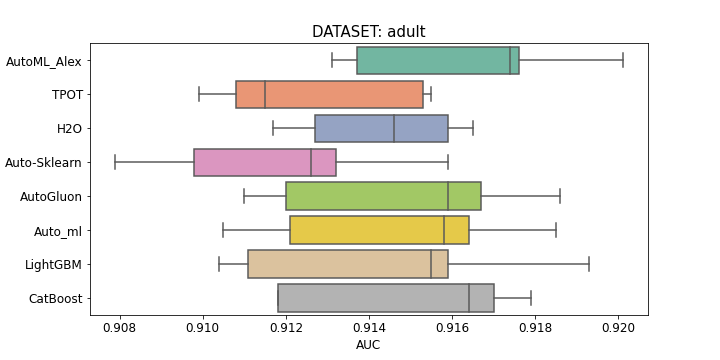 DATASET: adult
AutoML_Alex
TPOT
H2O
Auto-Sklearn
AutoGluon
Auto_ml
LightGBM
CatBoost
0.908 0.910 0.912 0.914 0.916 0.918 0.920
AUC